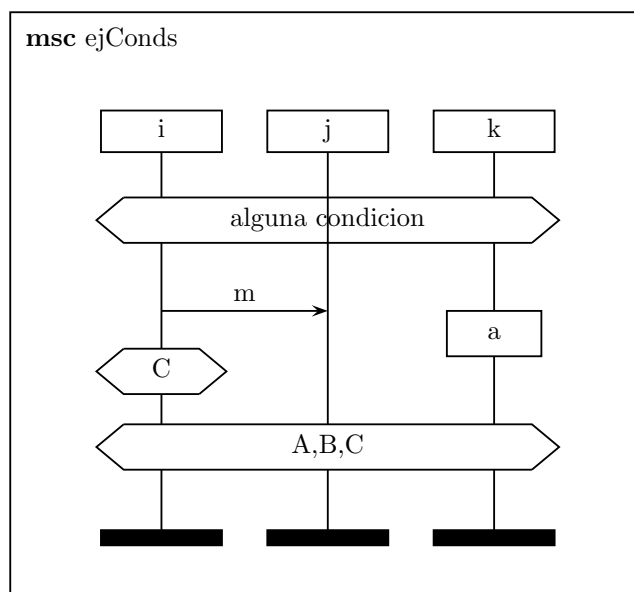 msc ejConds
i j k
alguna condicion
m
a
C
A,B,C